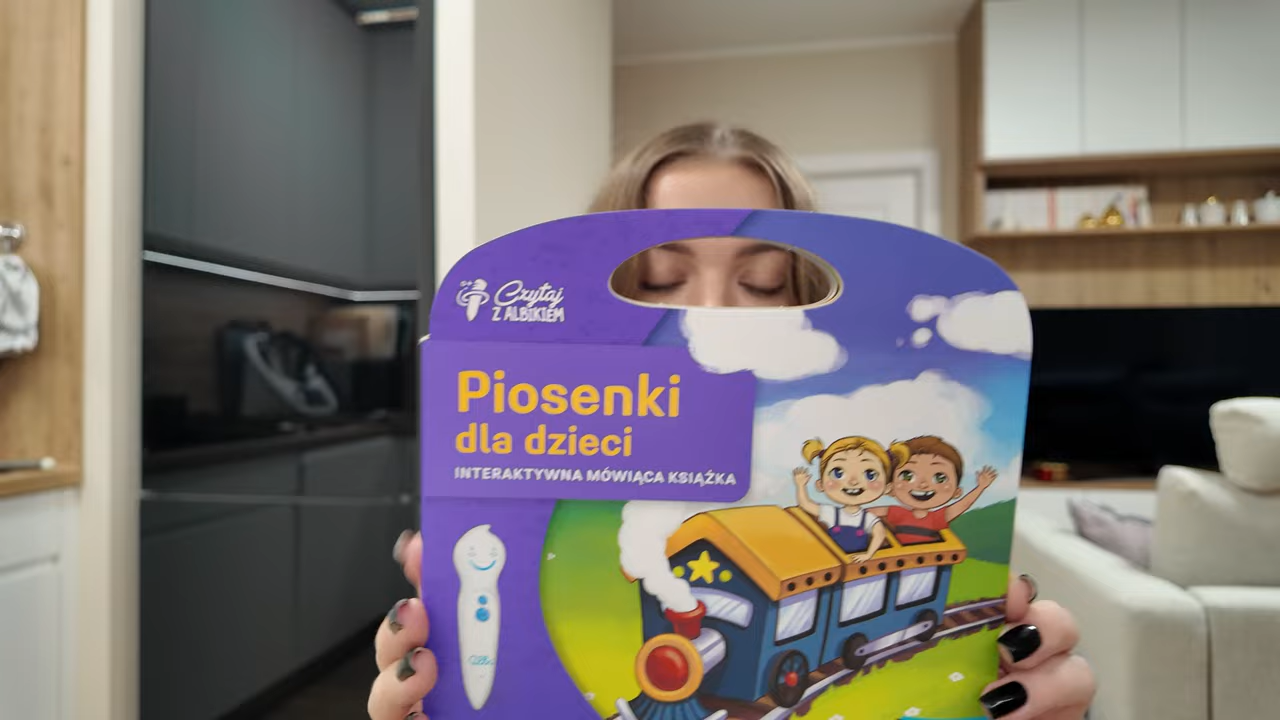 Czytaj
Z ALBIKIEM
Piosenki
dla dzieci
INTERAKTYWNA MÓWIĄCA KSIĄŻKA